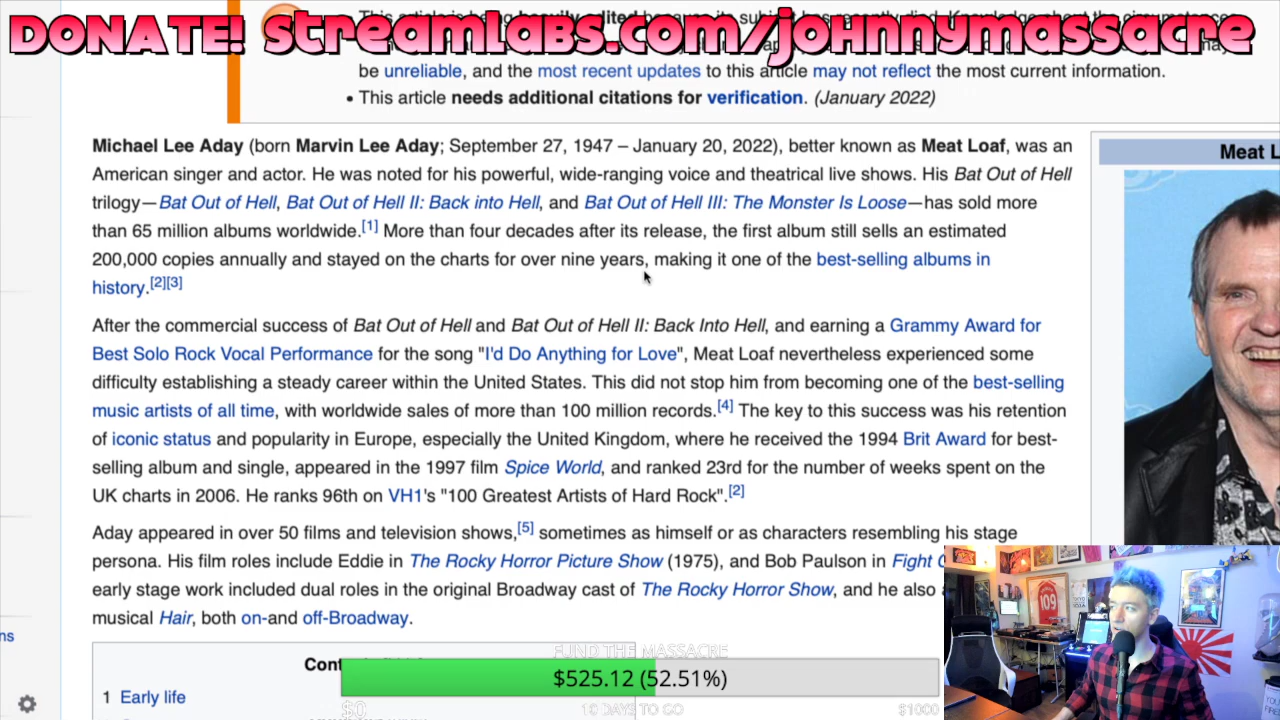 DONATE! streamlabs.com/johnnymassacre
be unreliable, and the most recent updates to this article may not reflect the most current information.
• This article needs additional citations for verification. (January 2022)
Michael Lee Aday (born Marvin Lee Aday; September 27, 1947 – January 20, 2022), better known as Meat Loaf, was an
American singer and actor. He was noted for his powerful, wide-ranging voice and theatrical live shows. His Bat Out of Hell
trilogy—Bat Out of Hell, Bat Out of Hell II: Back into Hell, and Bat Out of Hell III: The Monster Is Loose—has sold more
than 65 million albums worldwide.[1] More than four decades after its release, the first album still sells an estimated
200,000 copies annually and stayed on the charts for over nine years, making it one of the best-selling albums in
history.[2][3]
Meat L
After the commercial success of Bat Out of Hell and Bat Out of Hell II: Back Into Hell, and earning a Grammy Award for
Best Solo Rock Vocal Performance for the song "I'd Do Anything for Love", Meat Loaf nevertheless experienced some
difficulty establishing a steady career within the United States. This did not stop him from becoming one of the best-selling
music artists of all time, with worldwide sales of more than 100 million records.[4] The key to this success was his retention
of iconic status and popularity in Europe, especially the United Kingdom, where he received the 1994 Brit Award for best-
selling album and single, appeared in the 1997 film Spice World, and ranked 23rd for the number of weeks spent on the
UK charts in 2006. He ranks 96th on VH1's "100 Greatest Artists of Hard Rock".[2]
Aday appeared in over 50 films and television shows,[5] sometimes as himself or as characters resembling his stage
persona. His film roles include Eddie in The Rocky Horror Picture Show (1975), and Bob Paulson in Fight
early stage work included dual roles in the original Broadway cast of The Rocky Horror Show, and he also
musical Hair, both on-and off-Broadway.
ns
Cont
1 Early life
FUND THE MASSACRE
$525.12 (52.51%)
$0
10 DAYS TO GO
$1000
109